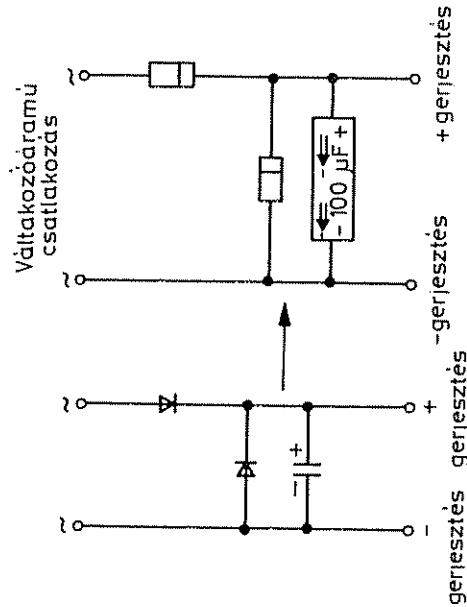 Váltakozóáramú
csatlakozás
~
~
~
~
+
−
− 100 µF +
−
+
gerjesztés
gerjesztés
−gerjesztés
+gerjesztés